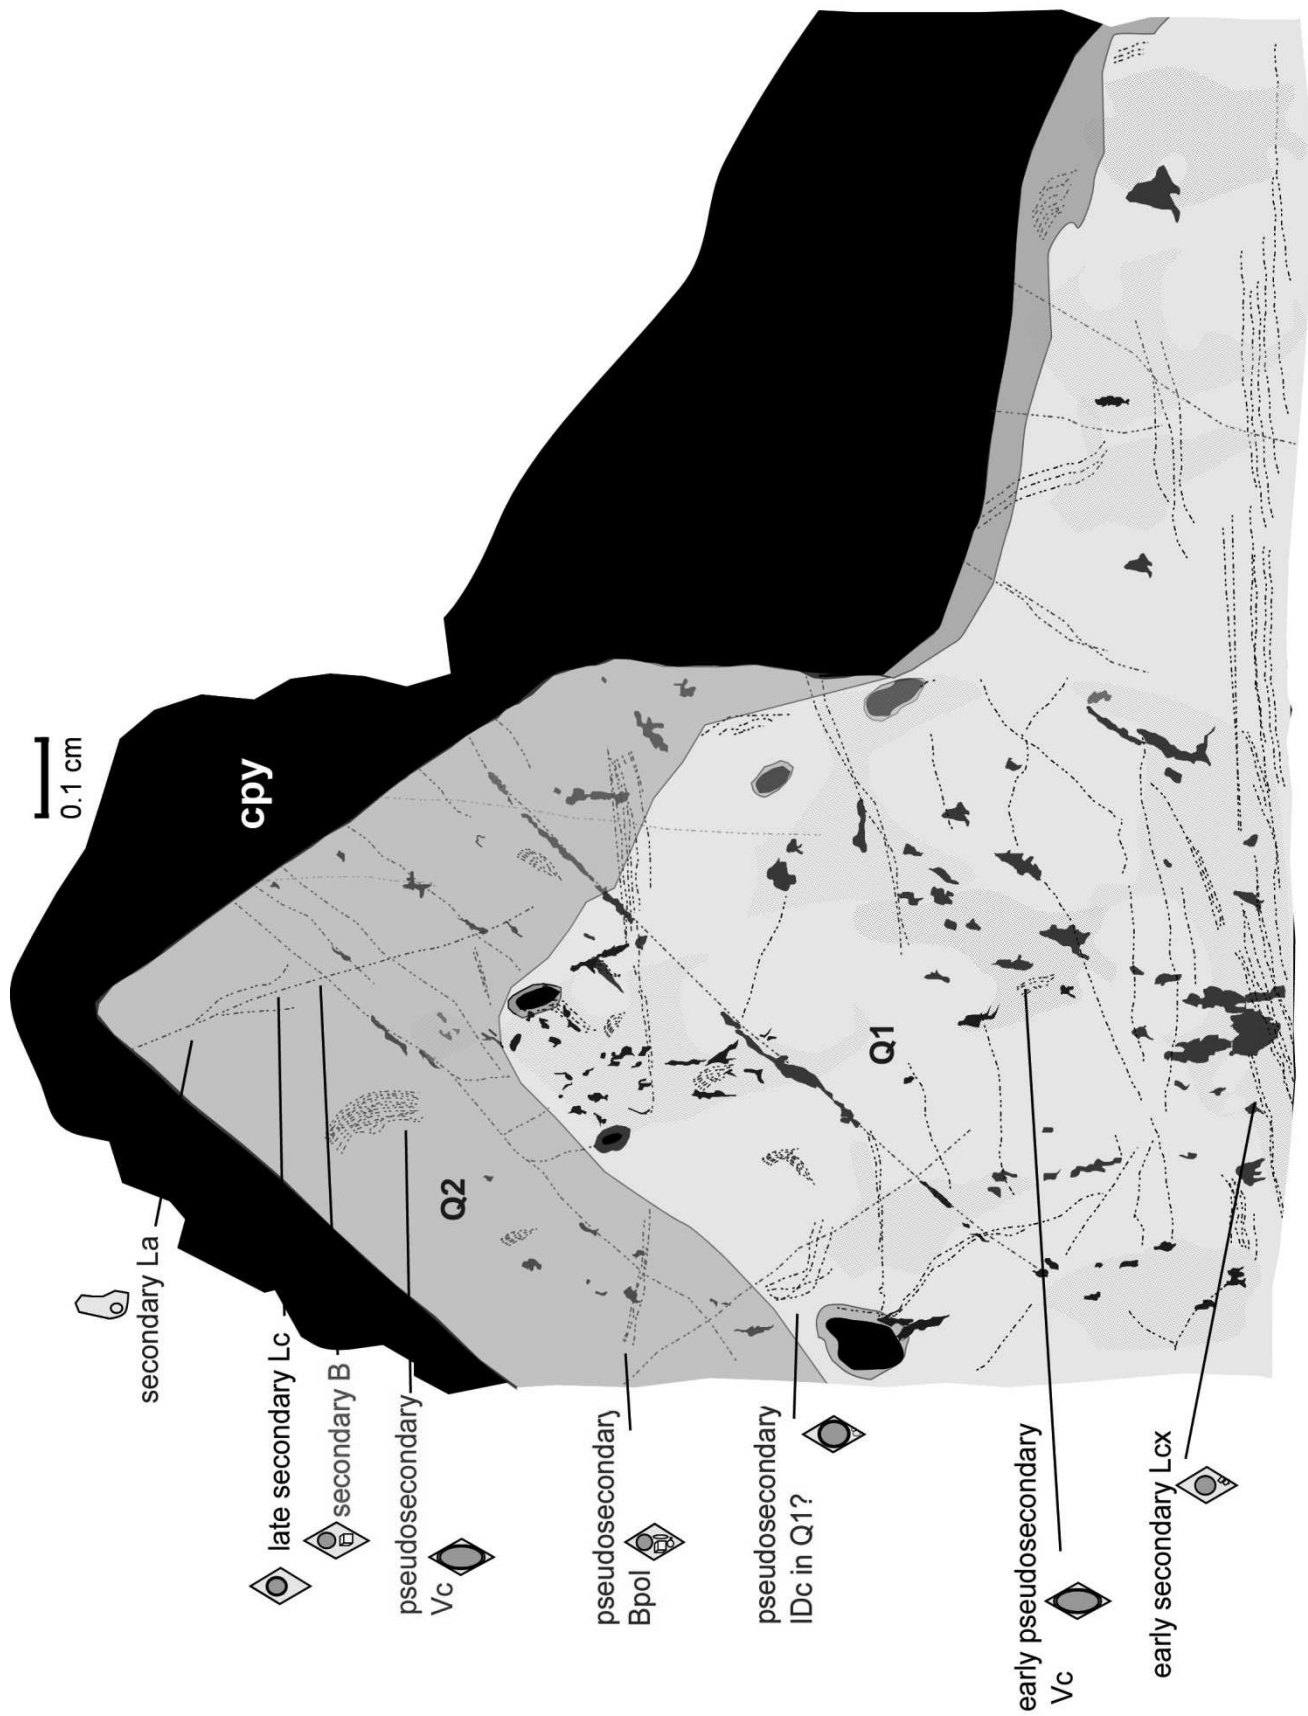 0.1 cm
cpy
secondary La
late secondary Lc
secondary B
pseudosecondary
Vc
Q2
pseudosecondary
Bpol
pseudosecondary
IDc in Q1?
Q1
early pseudosecondary
Vc
early secondary Lcx